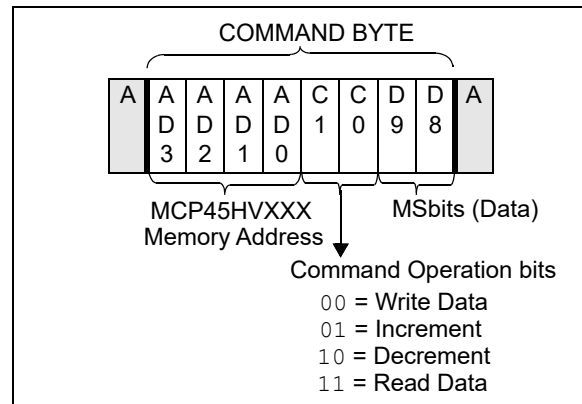 COMMAND BYTE
A A A A A C C D D A
D D D D 1 0 9 8
3 2 1 0
MCP45HVXXX MSbits (Data)
Memory Address
Command Operation bits
00 = Write Data
01 = Increment
10 = Decrement
11 = Read Data